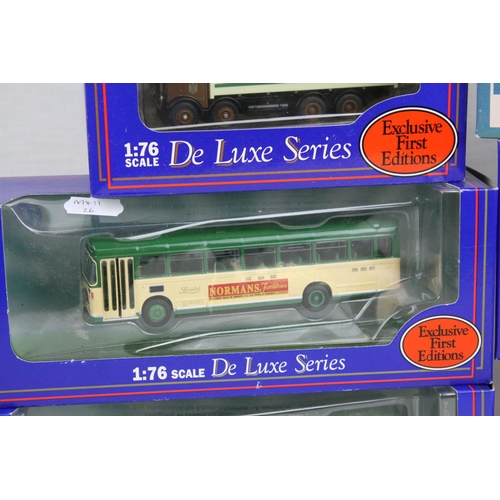 1:76
SCALE
De Luxe Series
Exclusive
First
Editions
NORMANS
1:76 SCALE De Luxe Series
Exclusive
First
Editions